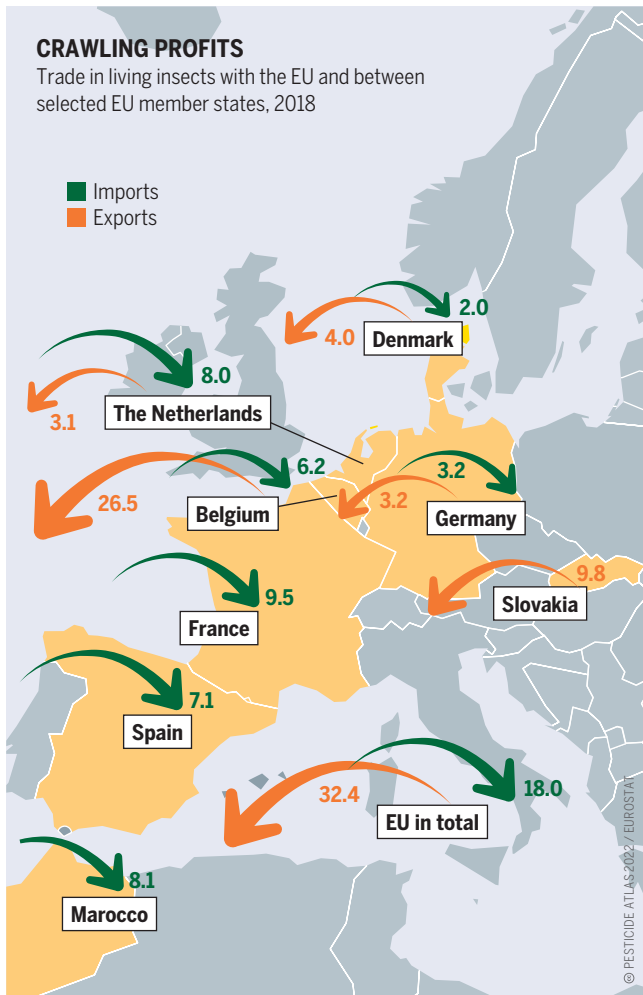 CRAWLING PROFITS
Trade in living insects with the EU and between
selected EU member states, 2018
Imports
Exports
2.0
4.0
Denmark
8.0
3.1
The Netherlands
6.2
26.5
Belgium
3.2
3.2
Germany
9.8
Slovakia
9.5
France
7.1
Spain
32.4
18.0
EU in total
8.1
Marocco
© PESTICIDE ATLAS 2022 / EUROSTAT